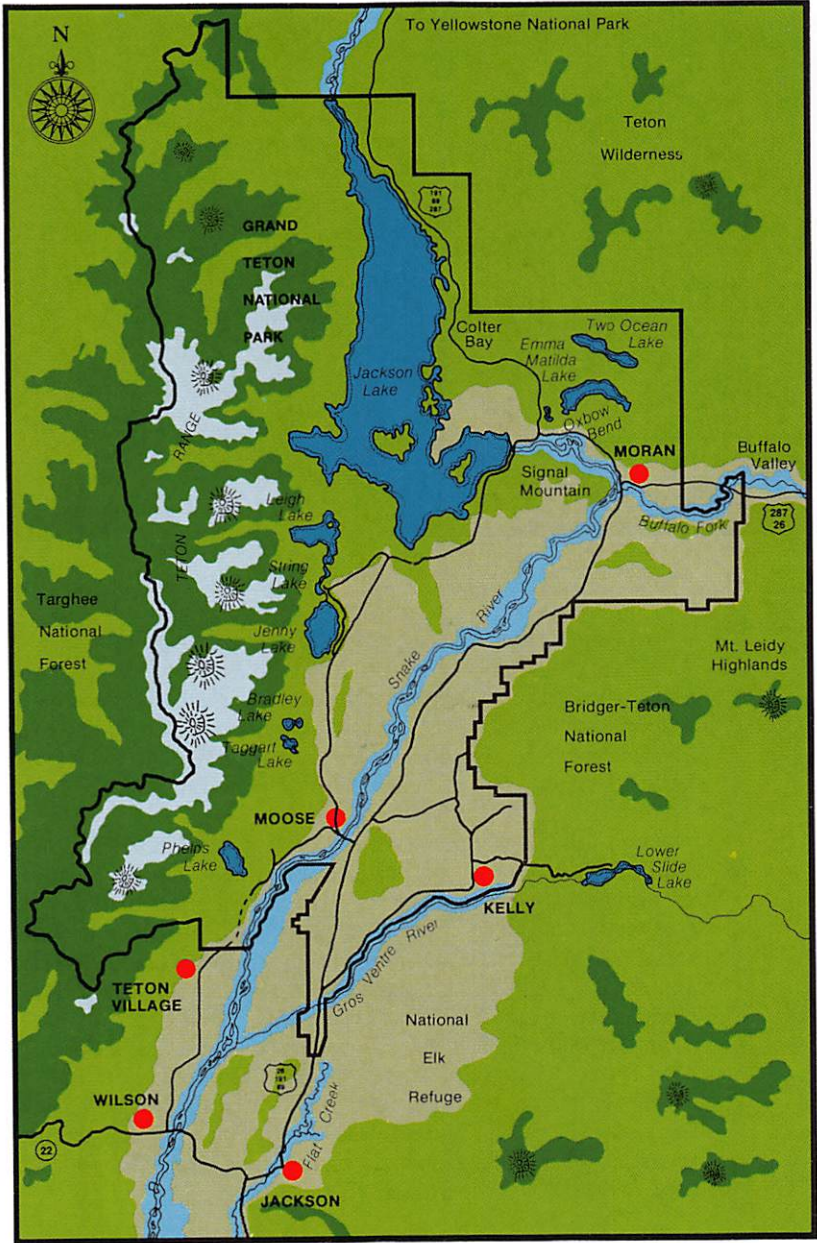 N
To Yellowstone National Park
Teton
Wilderness
191
89
287
GRAND
TETON
NATIONAL
PARK
Colter
Bay
Two Ocean
Lake
Emma
Matilda
Lake
Jackson
Lake
Oxbow
Bend
MORAN
Buffalo
Valley
RANGE
Signal
Mountain
Leigh
Lake
Buffalo Fork
287
26
String
Lake
TETON
Targhee
National
Forest
River
Jenny
Lake
Mt. Leidy
Highlands
Snake
Bradley
Lake
Bridger-Teton
National
Forest
Taggart
Lake
MOOSE
Phelps
Lake
Lower
Slide
Lake
KELLY
Gros Ventre River
TETON
VILLAGE
National
Elk
Refuge
26
191
89
WILSON
Flat Creek
22
JACKSON